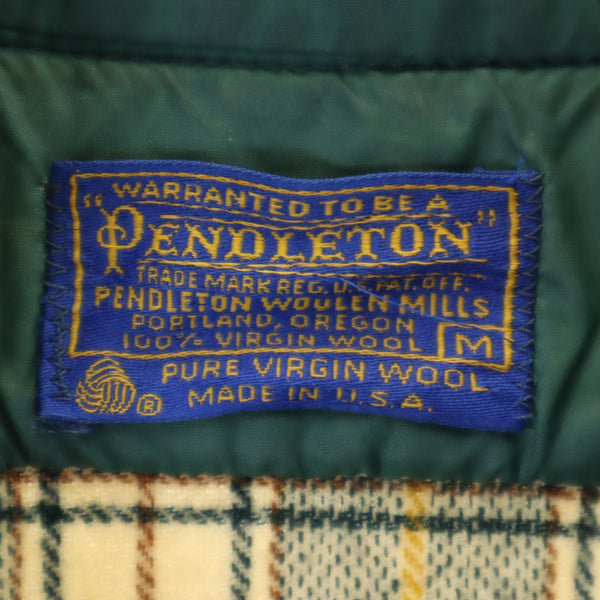 WARRANTED TO BE A
"PENDLETON"
TRADE MARK REG. U.S. PAT. OFF.
PENDLETON WOOLEN MILLS
PORTLAND, OREGON
100% VIRGIN WOOL M
PURE VIRGIN WOOL
® MADE IN U.S.A.